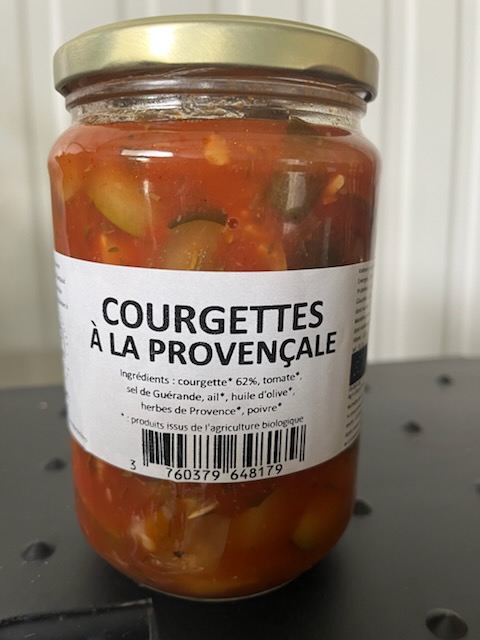 COURGETTES
À LA PROVENÇALE
Ingrédients : courgette* 62%, tomate*,
sel de Guérande, ail*, huile d'olive*,
herbes de Provence*, poivre*
* : produits issus de l'agriculture biologique
3 760379 648179